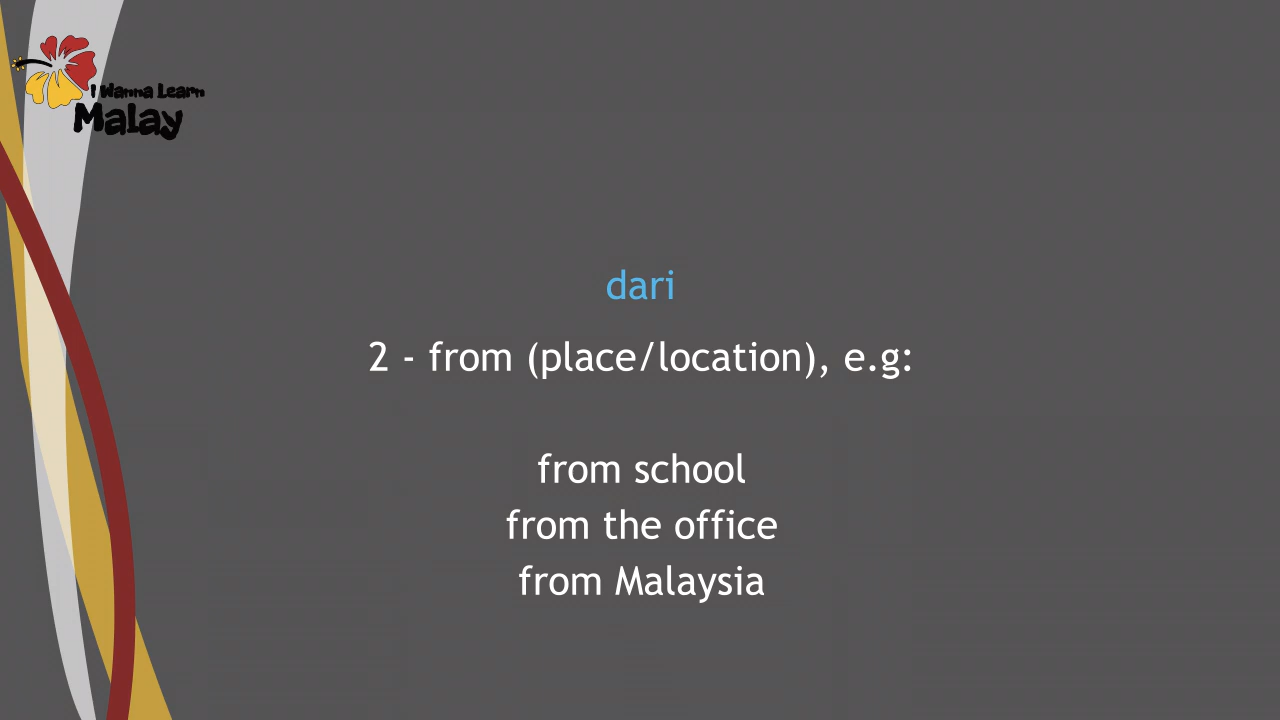 I Wanna Learn
Malay
dari
2 - from (place/location), e.g:
from school
from the office
from Malaysia